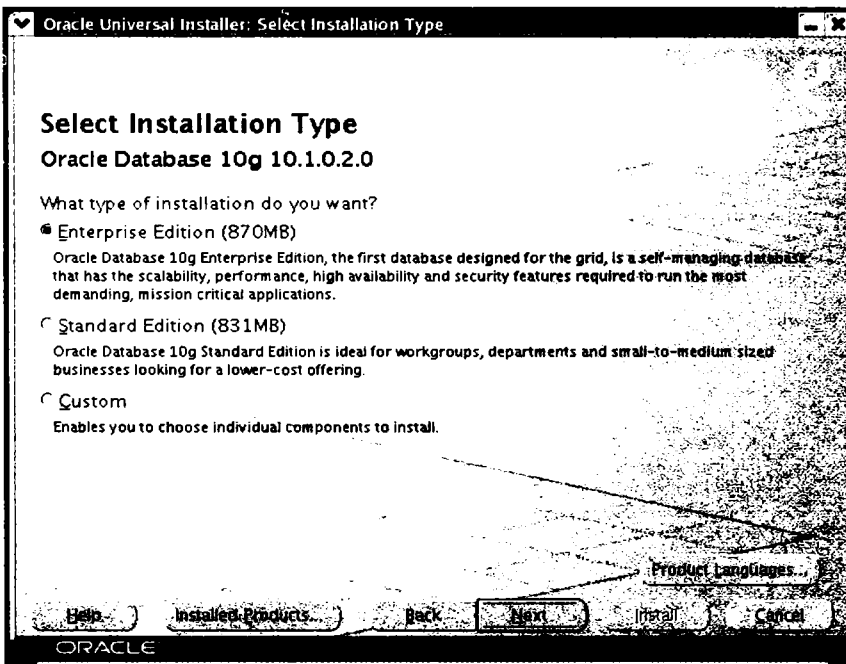 Oracle Universal Installer: Select Installation Type
Select Installation Type
Oracle Database 10g 10.1.0.2.0
What type of installation do you want?
Enterprise Edition (870MB)
Oracle Database 10g Enterprise Edition, the first database designed for the grid, is a self-managing database
that has the scalability, performance, high availability and security features required to run the most
demanding, mission critical applications.
Standard Edition (831MB)
Oracle Database 10g Standard Edition is ideal for workgroups, departments and small-to-medium sized
businesses looking for a lower-cost offering.
Custom
Enables you to choose individual components to install.
Product Languages...
Help Installed Products... Back Next Install Cancel
ORACLE